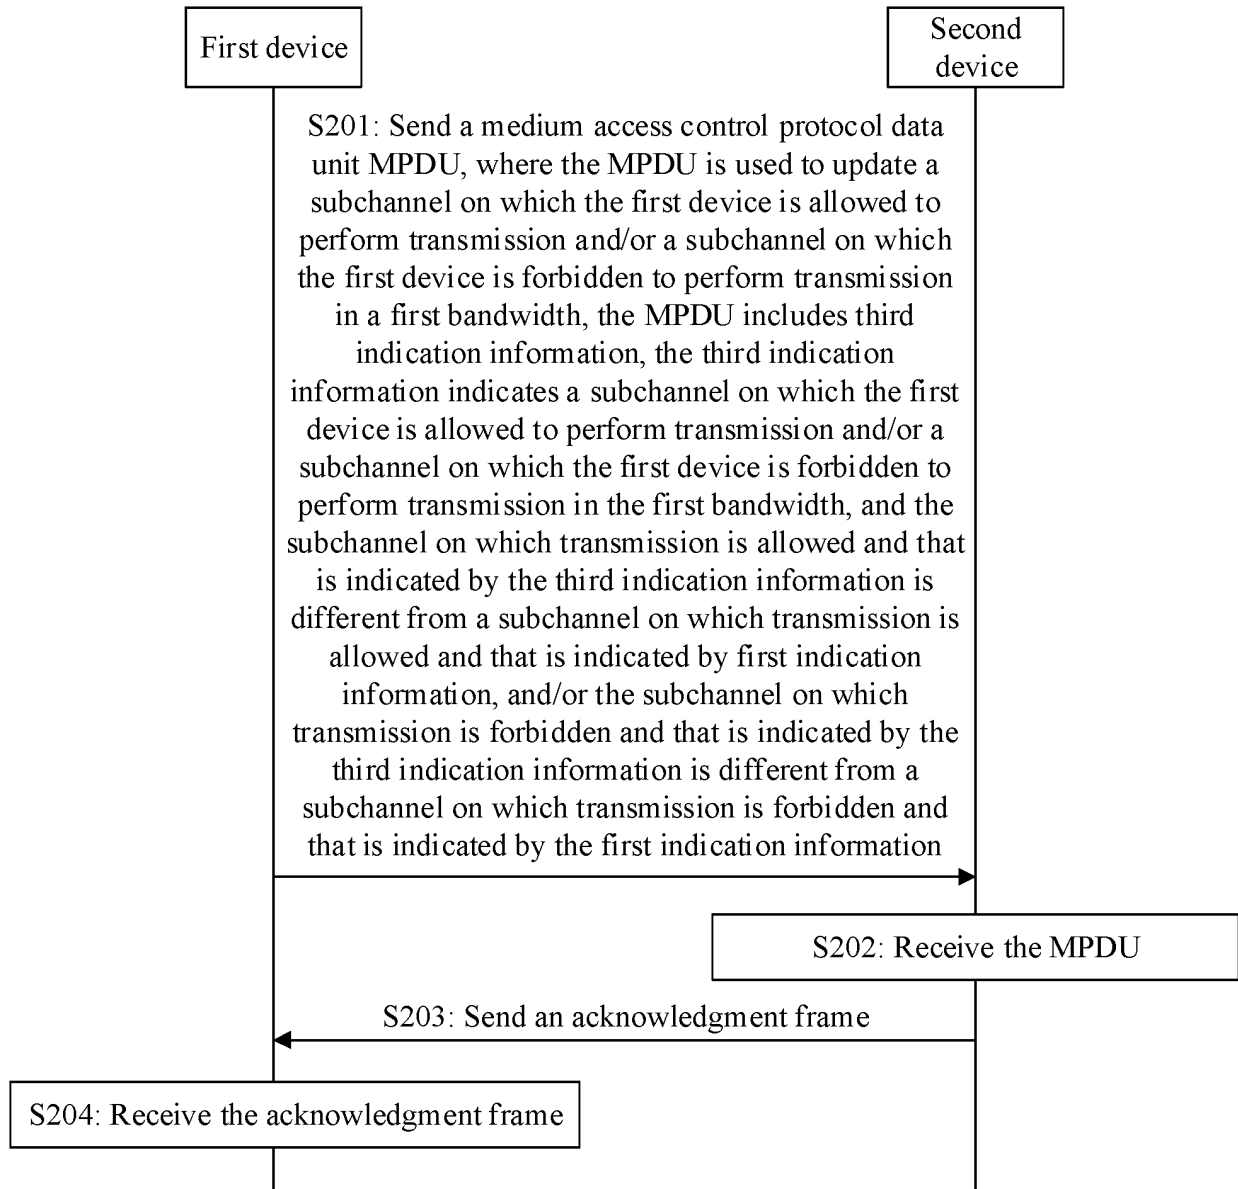 First device
Second
device
S201: Send a medium access control protocol data
unit MPDU, where the MPDU is used to update a
subchannel on which the first device is allowed to
perform transmission and/or a subchannel on which
the first device is forbidden to perform transmission
in a first bandwidth, the MPDU includes third
indication information, the third indication
information indicates a subchannel on which the first
device is allowed to perform transmission and/or a
subchannel on which the first device is forbidden to
perform transmission in the first bandwidth, and the
subchannel on which transmission is allowed and that
is indicated by the third indication information is
different from a subchannel on which transmission is
allowed and that is indicated by first indication
information, and/or the subchannel on which
transmission is forbidden and that is indicated by the
third indication information is different from a
subchannel on which transmission is forbidden and
that is indicated by the first indication information
S202: Receive the MPDU
S203: Send an acknowledgment frame
S204: Receive the acknowledgment frame